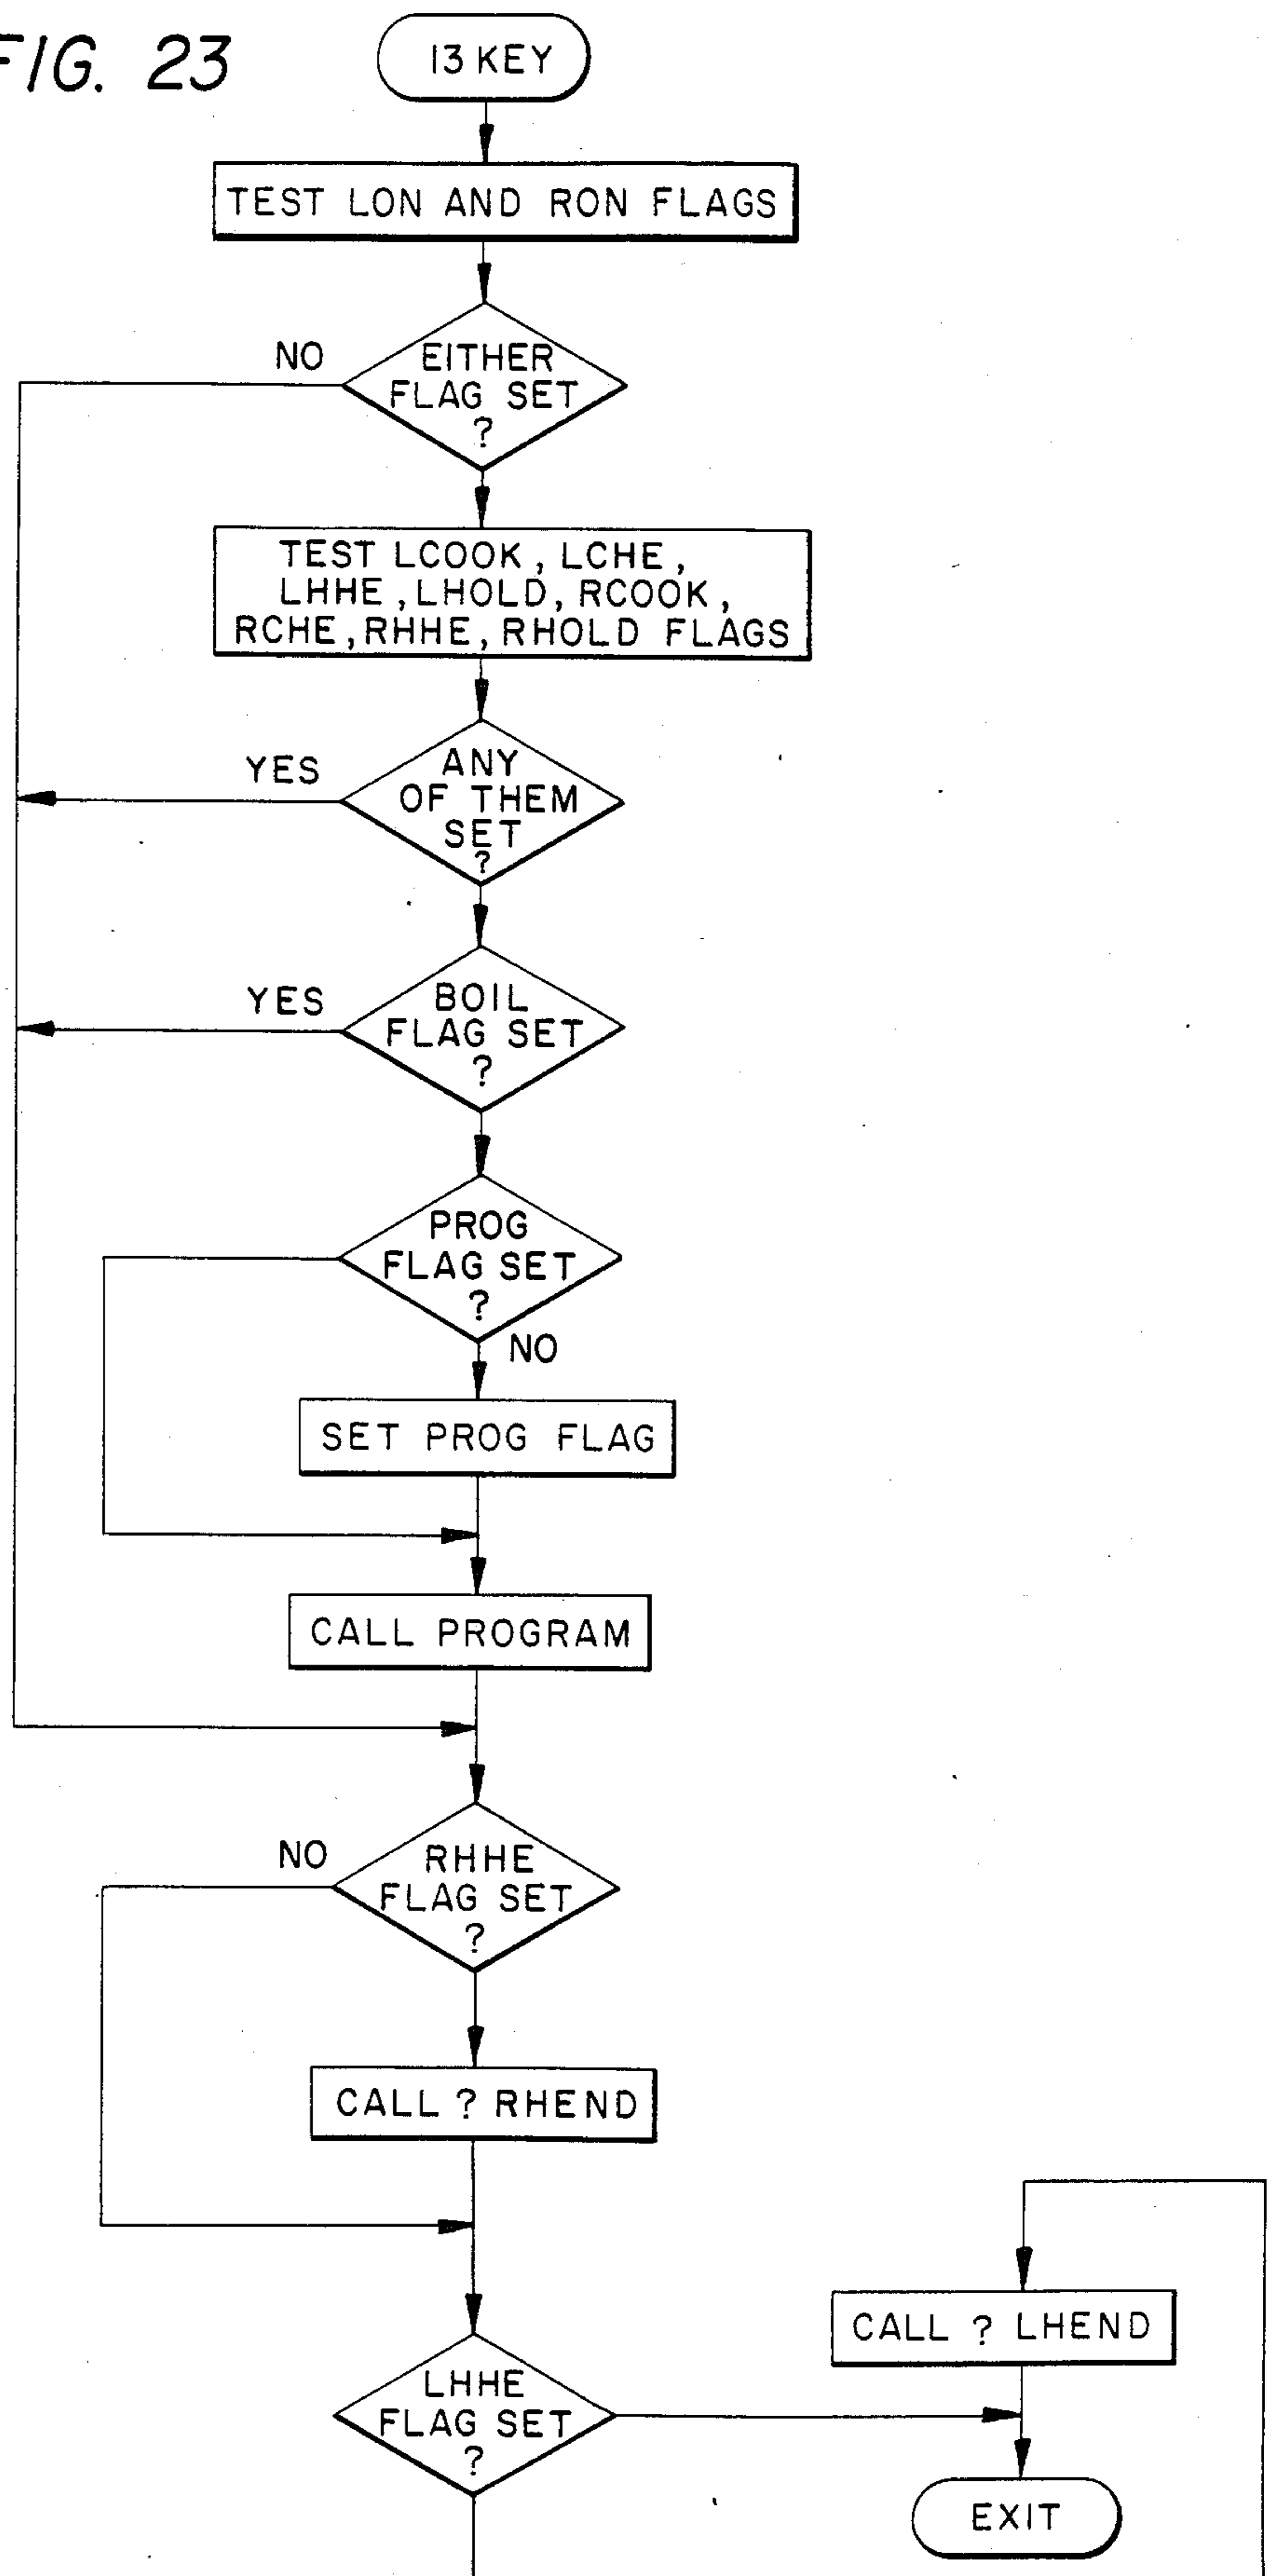 FIG. 23
13 KEY
TEST LON AND RON FLAGS
NO
EITHER
FLAG SET
?
TEST LCOOK, LCHE,
LHHE, LHOLD, RCOOK,
RCHE, RHHE, RHOLD FLAGS
YES
ANY
OF THEM
SET
?
YES
BOIL
FLAG SET
?
PROG
FLAG SET
?
NO
SET PROG FLAG
CALL PROGRAM
NO
RHHE
FLAG SET
?
CALL ? RHEND
CALL ? LHEND
LHHE
FLAG SET
?
EXIT